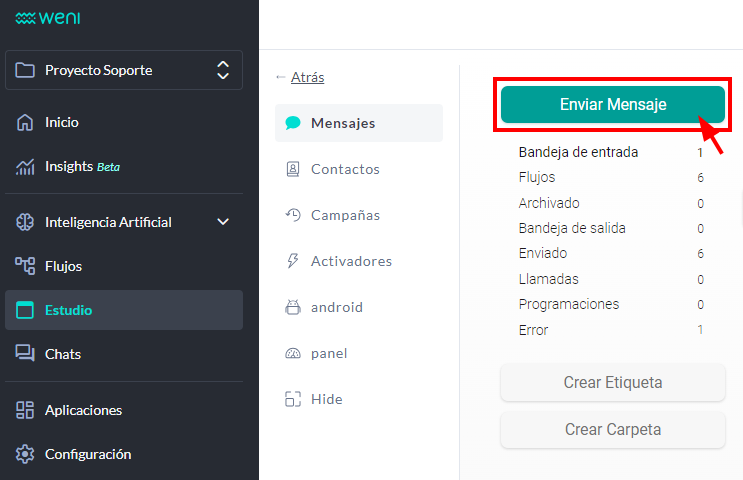 weni
Proyecto Soporte
Inicio
Insights Beta
Inteligencia Artificial
Flujos
Estudio
Chats
Aplicaciones
Configuración
← Atrás
Mensajes
Contactos
Campañas
Activadores
android
panel
Hide
Enviar Mensaje
Bandeja de entrada 1
Flujos 6
Archivado 0
Bandeja de salida 0
Enviado 6
Llamadas 0
Programaciones 0
Error 1
Crear Etiqueta
Crear Carpeta